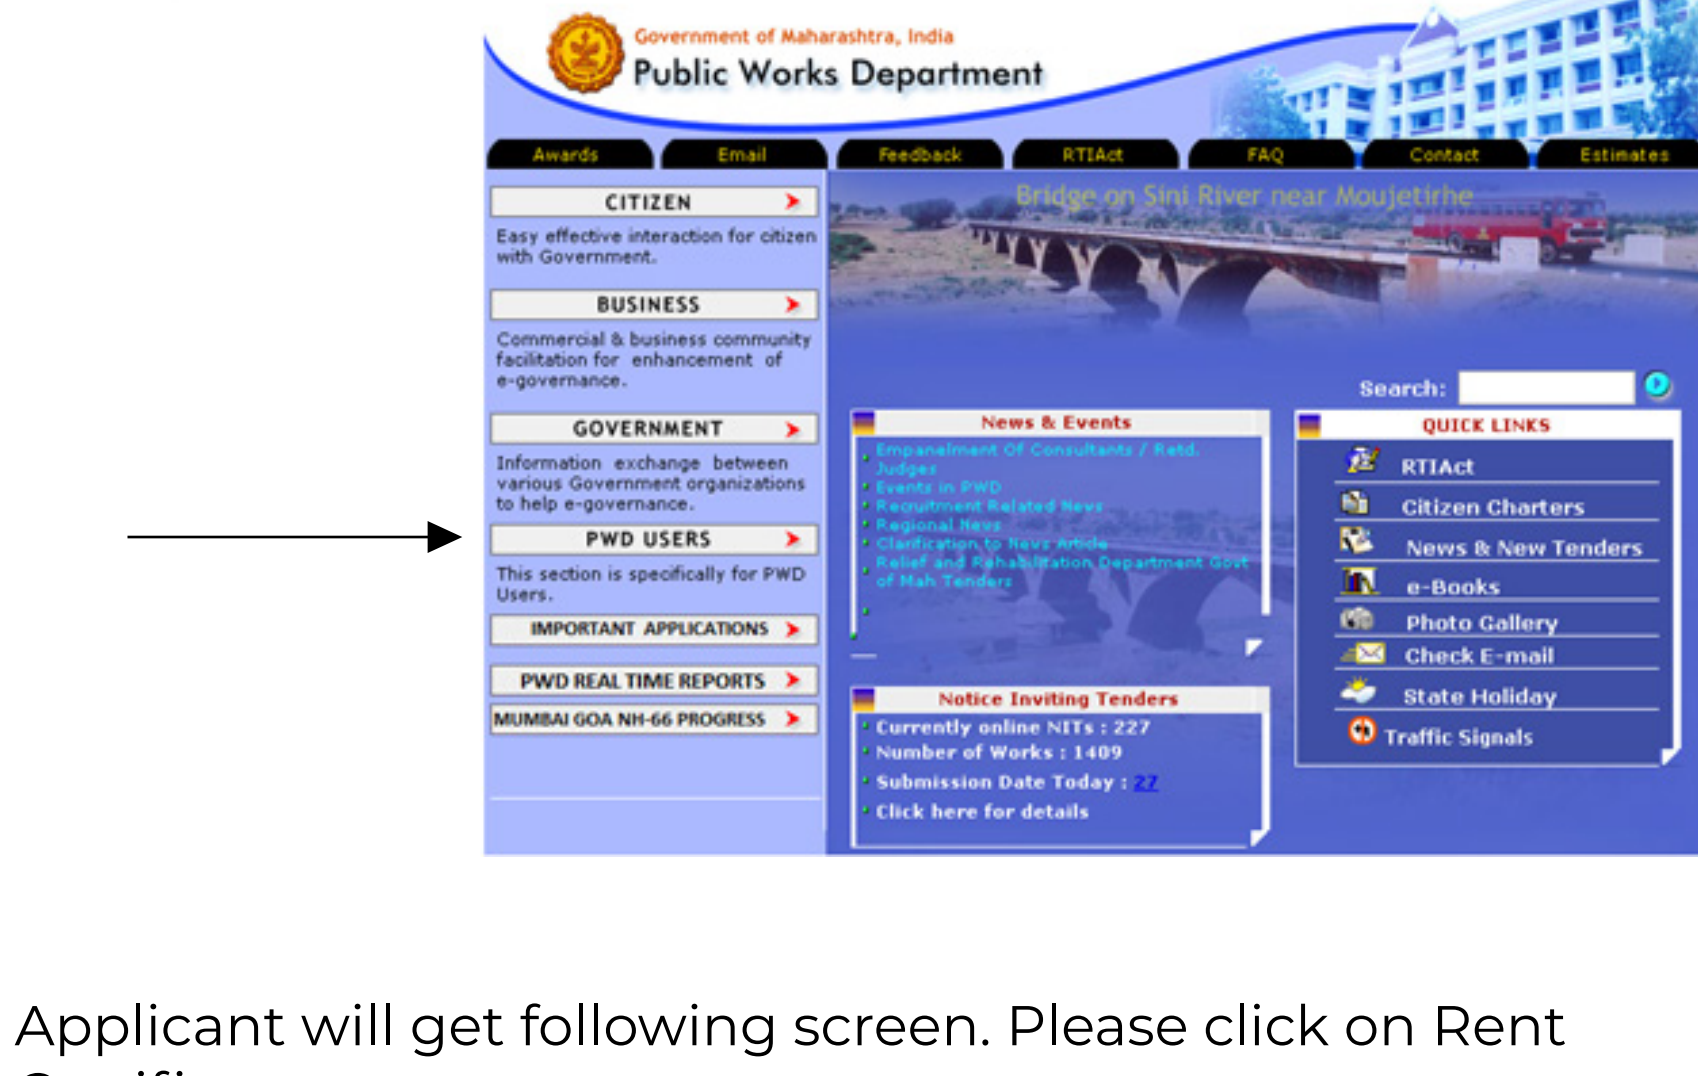 Government of Maharashtra, India
Public Works Department
Awards
Email
Feedback
RTIAct
FAQ
Contact
Estimates
CITIZEN
Easy effective interaction for citizen
with Government.
BUSINESS
Commercial & business community
facilitation for enhancement of
e-governance.
GOVERNMENT
Information exchange between
various Government organizations
to help e-governance.
PWD USERS
This section is specifically for PWD
Users.
IMPORTANT APPLICATIONS
PWD REAL TIME REPORTS
MUMBAI GOA NH-66 PROGRESS
Bridge on Sini River near Moujetirhe
Search:
News & Events
Empanelment Of Consultants / Retd.
Judges
Events in PWD
Recruitment Related News
Regional News
Clarification to News Article
Relief and Rehabilitation Department Govt
of Mah Tenders
Notice Inviting Tenders
Currently online NITs : 227
Number of Works : 1409
Submission Date Today : 27
Click here for details
QUICK LINKS
RTIAct
Citizen Charters
News & New Tenders
e-Books
Photo Gallery
Check E-mail
State Holiday
Traffic Signals
Applicant will get following screen. Please click on Rent